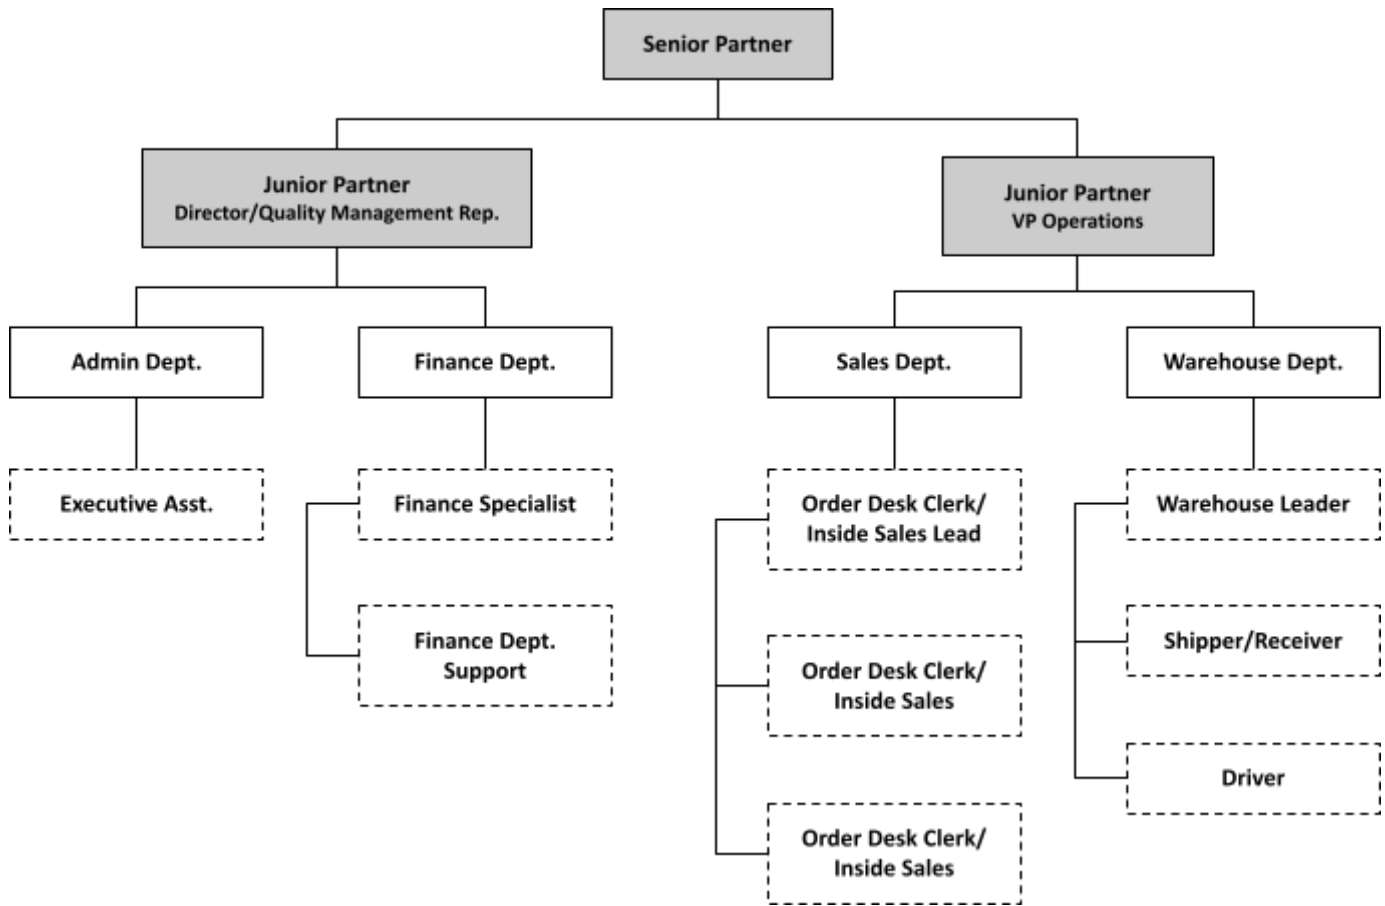 Senior Partner
Junior Partner
Director/Quality Management Rep.
Junior Partner
VP Operations
Admin Dept.
Finance Dept.
Sales Dept.
Warehouse Dept.
Executive Asst.
Finance Specialist
Order Desk Clerk/
Inside Sales Lead
Warehouse Leader
Finance Dept.
Support
Order Desk Clerk/
Inside Sales
Shipper/Receiver
Order Desk Clerk/
Inside Sales
Driver